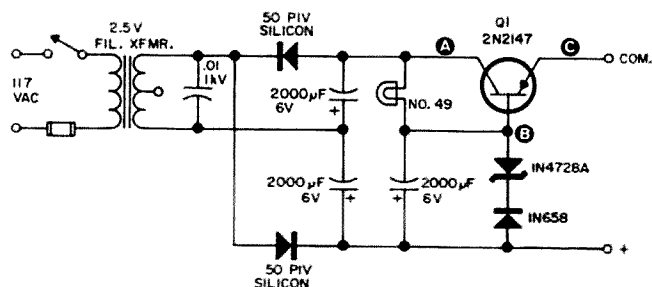 2.5V
FIL. XFMR.
50 PIV
SILICON
Q1
2N2147
A
C
COM.
117
VAC
.01
1kV
2000µF
6V
+
NO. 49
B
2000µF
6V
+
+
2000µF
6V
1N4728A
1N658
+
50 PIV
SILICON